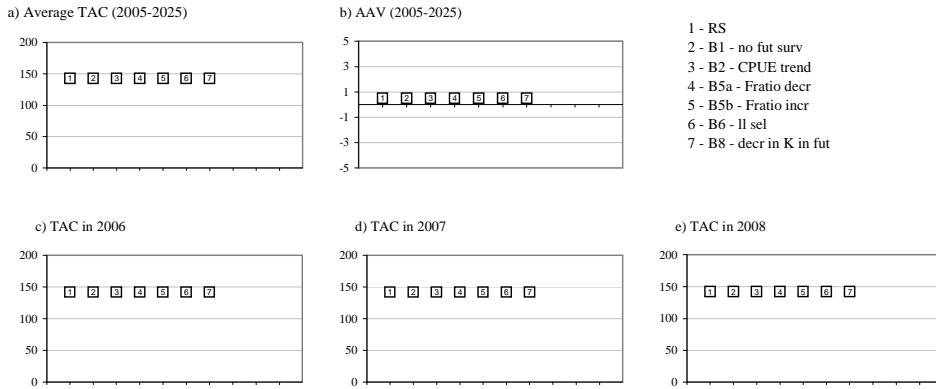 a) Average TAC (2005-2025)
200
150
100
50
0
1 2 3 4 5 6 7
b) AAV (2005-2025)
5
3
1
-1
-3
-5
1 2 3 4 5 6 7
1 - RS
2 - B1 - no fut surv
3 - B2 - CPUE trend
4 - B5a - Fratio decr
5 - B5b - Fratio incr
6 - B6 - ll sel
7 - B8 - decr in K in fut
c) TAC in 2006
200
150
100
50
0
1 2 3 4 5 6 7
d) TAC in 2007
200
150
100
50
0
1 2 3 4 5 6 7
e) TAC in 2008
200
150
100
50
0
1 2 3 4 5 6 7